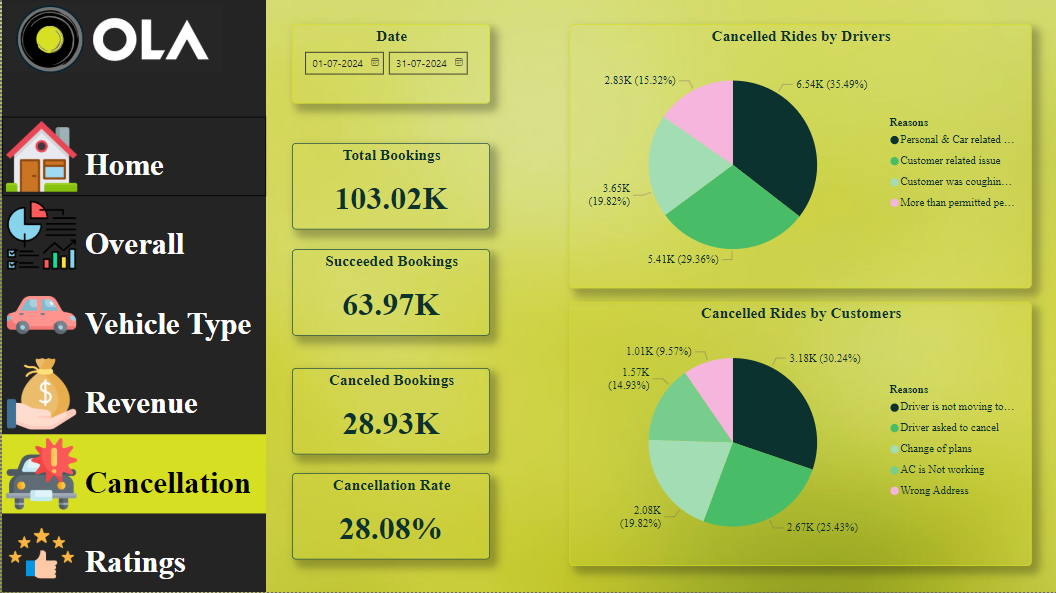 OLA
Home
Overall
Vehicle Type
Revenue
Cancellation
Ratings
Date
01-07-2024
31-07-2024
Total Bookings
103.02K
Succeeded Bookings
63.97K
Canceled Bookings
28.93K
Cancellation Rate
28.08%
Cancelled Rides by Drivers
2.83K (15.32%)
6.54K (35.49%)
3.65K
(19.82%)
5.41K (29.36%)
Reasons
Personal & Car related …
Customer related issue
Customer was coughin…
More than permitted pe…
Cancelled Rides by Customers
1.01K (9.57%)
3.18K (30.24%)
1.57K
(14.93%)
2.08K
(19.82%)
2.67K (25.43%)
Reasons
Driver is not moving to…
Driver asked to cancel
Change of plans
AC is Not working
Wrong Address